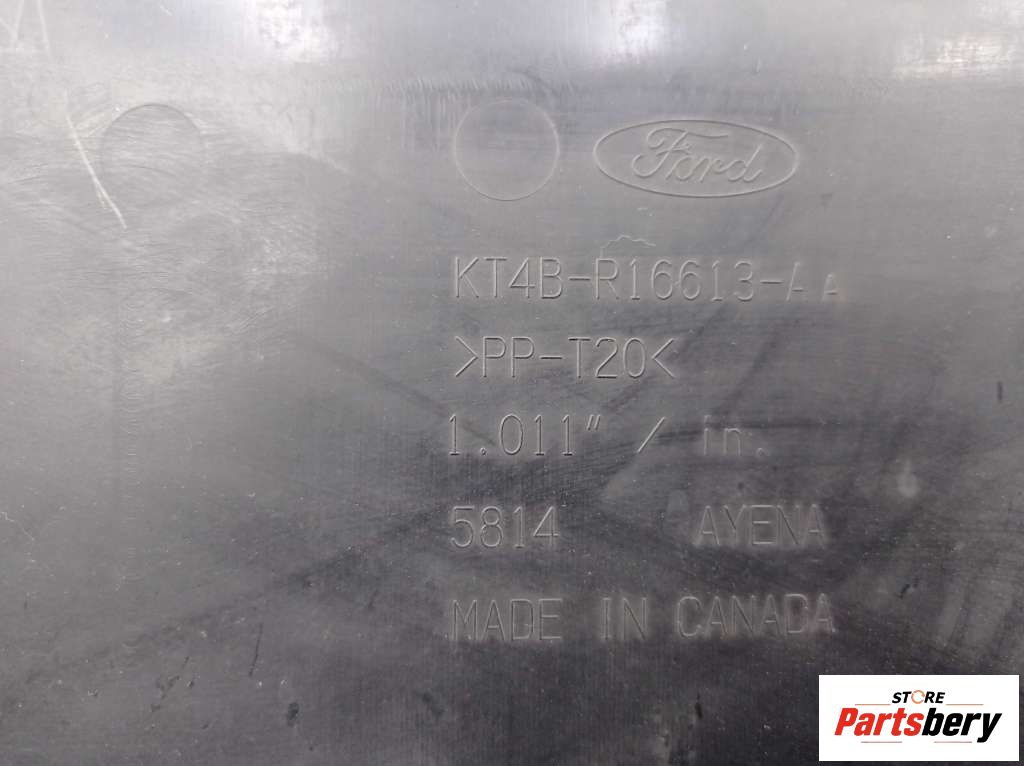 Ford
KT4B-R16613-AA
>PP-T20<
1.011" / in.
5814 AYENA
MADE IN CANADA
STORE
Partsbery